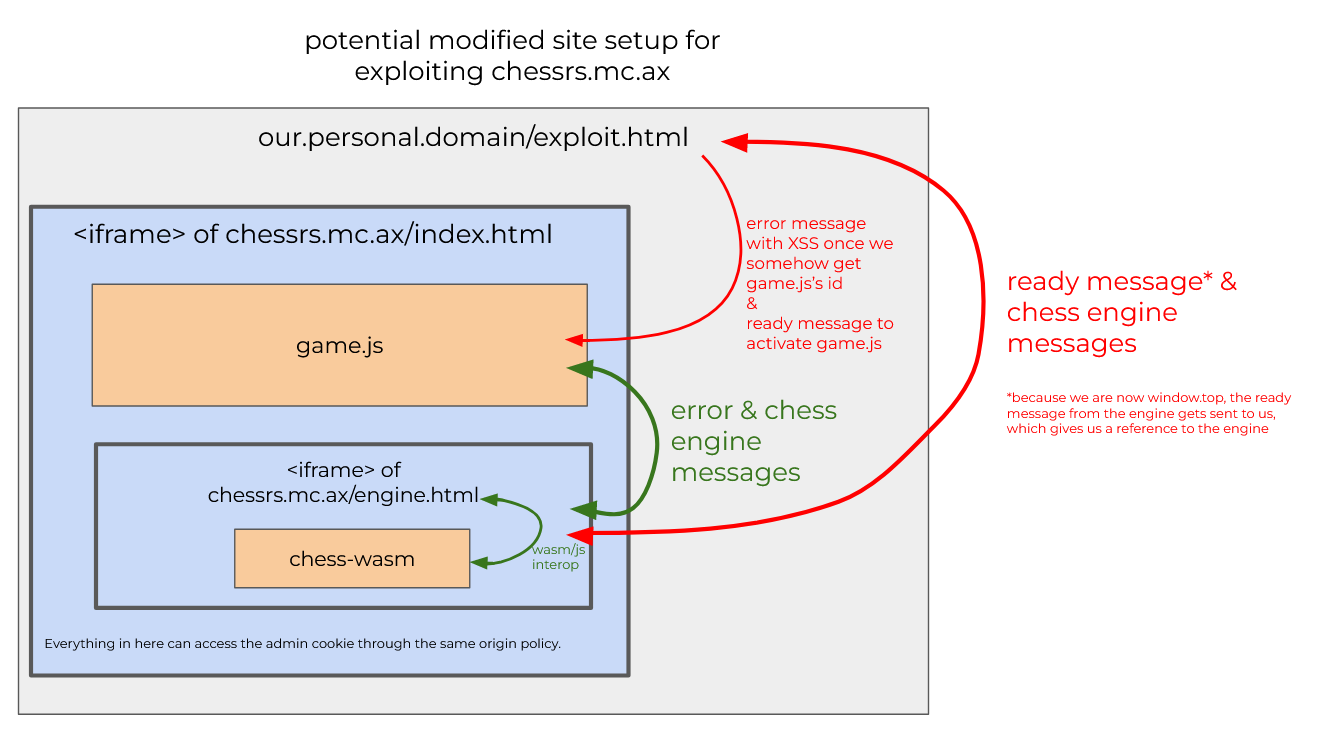 potential modified site setup for
exploiting chessrs.mc.ax
our.personal.domain/exploit.html
<iframe> of chessrs.mc.ax/index.html
game.js
error message
with XSS once we
somehow get
game.js's id
&
ready message to
activate game.js
ready message* &
chess engine
messages
*because we are now window.top, the ready
message from the engine gets sent to us,
which gives us a reference to the engine
error & chess
engine
messages
<iframe> of
chessrs.mc.ax/engine.html
chess-wasm
wasm/js
interop
Everything in here can access the admin cookie through the same origin policy.